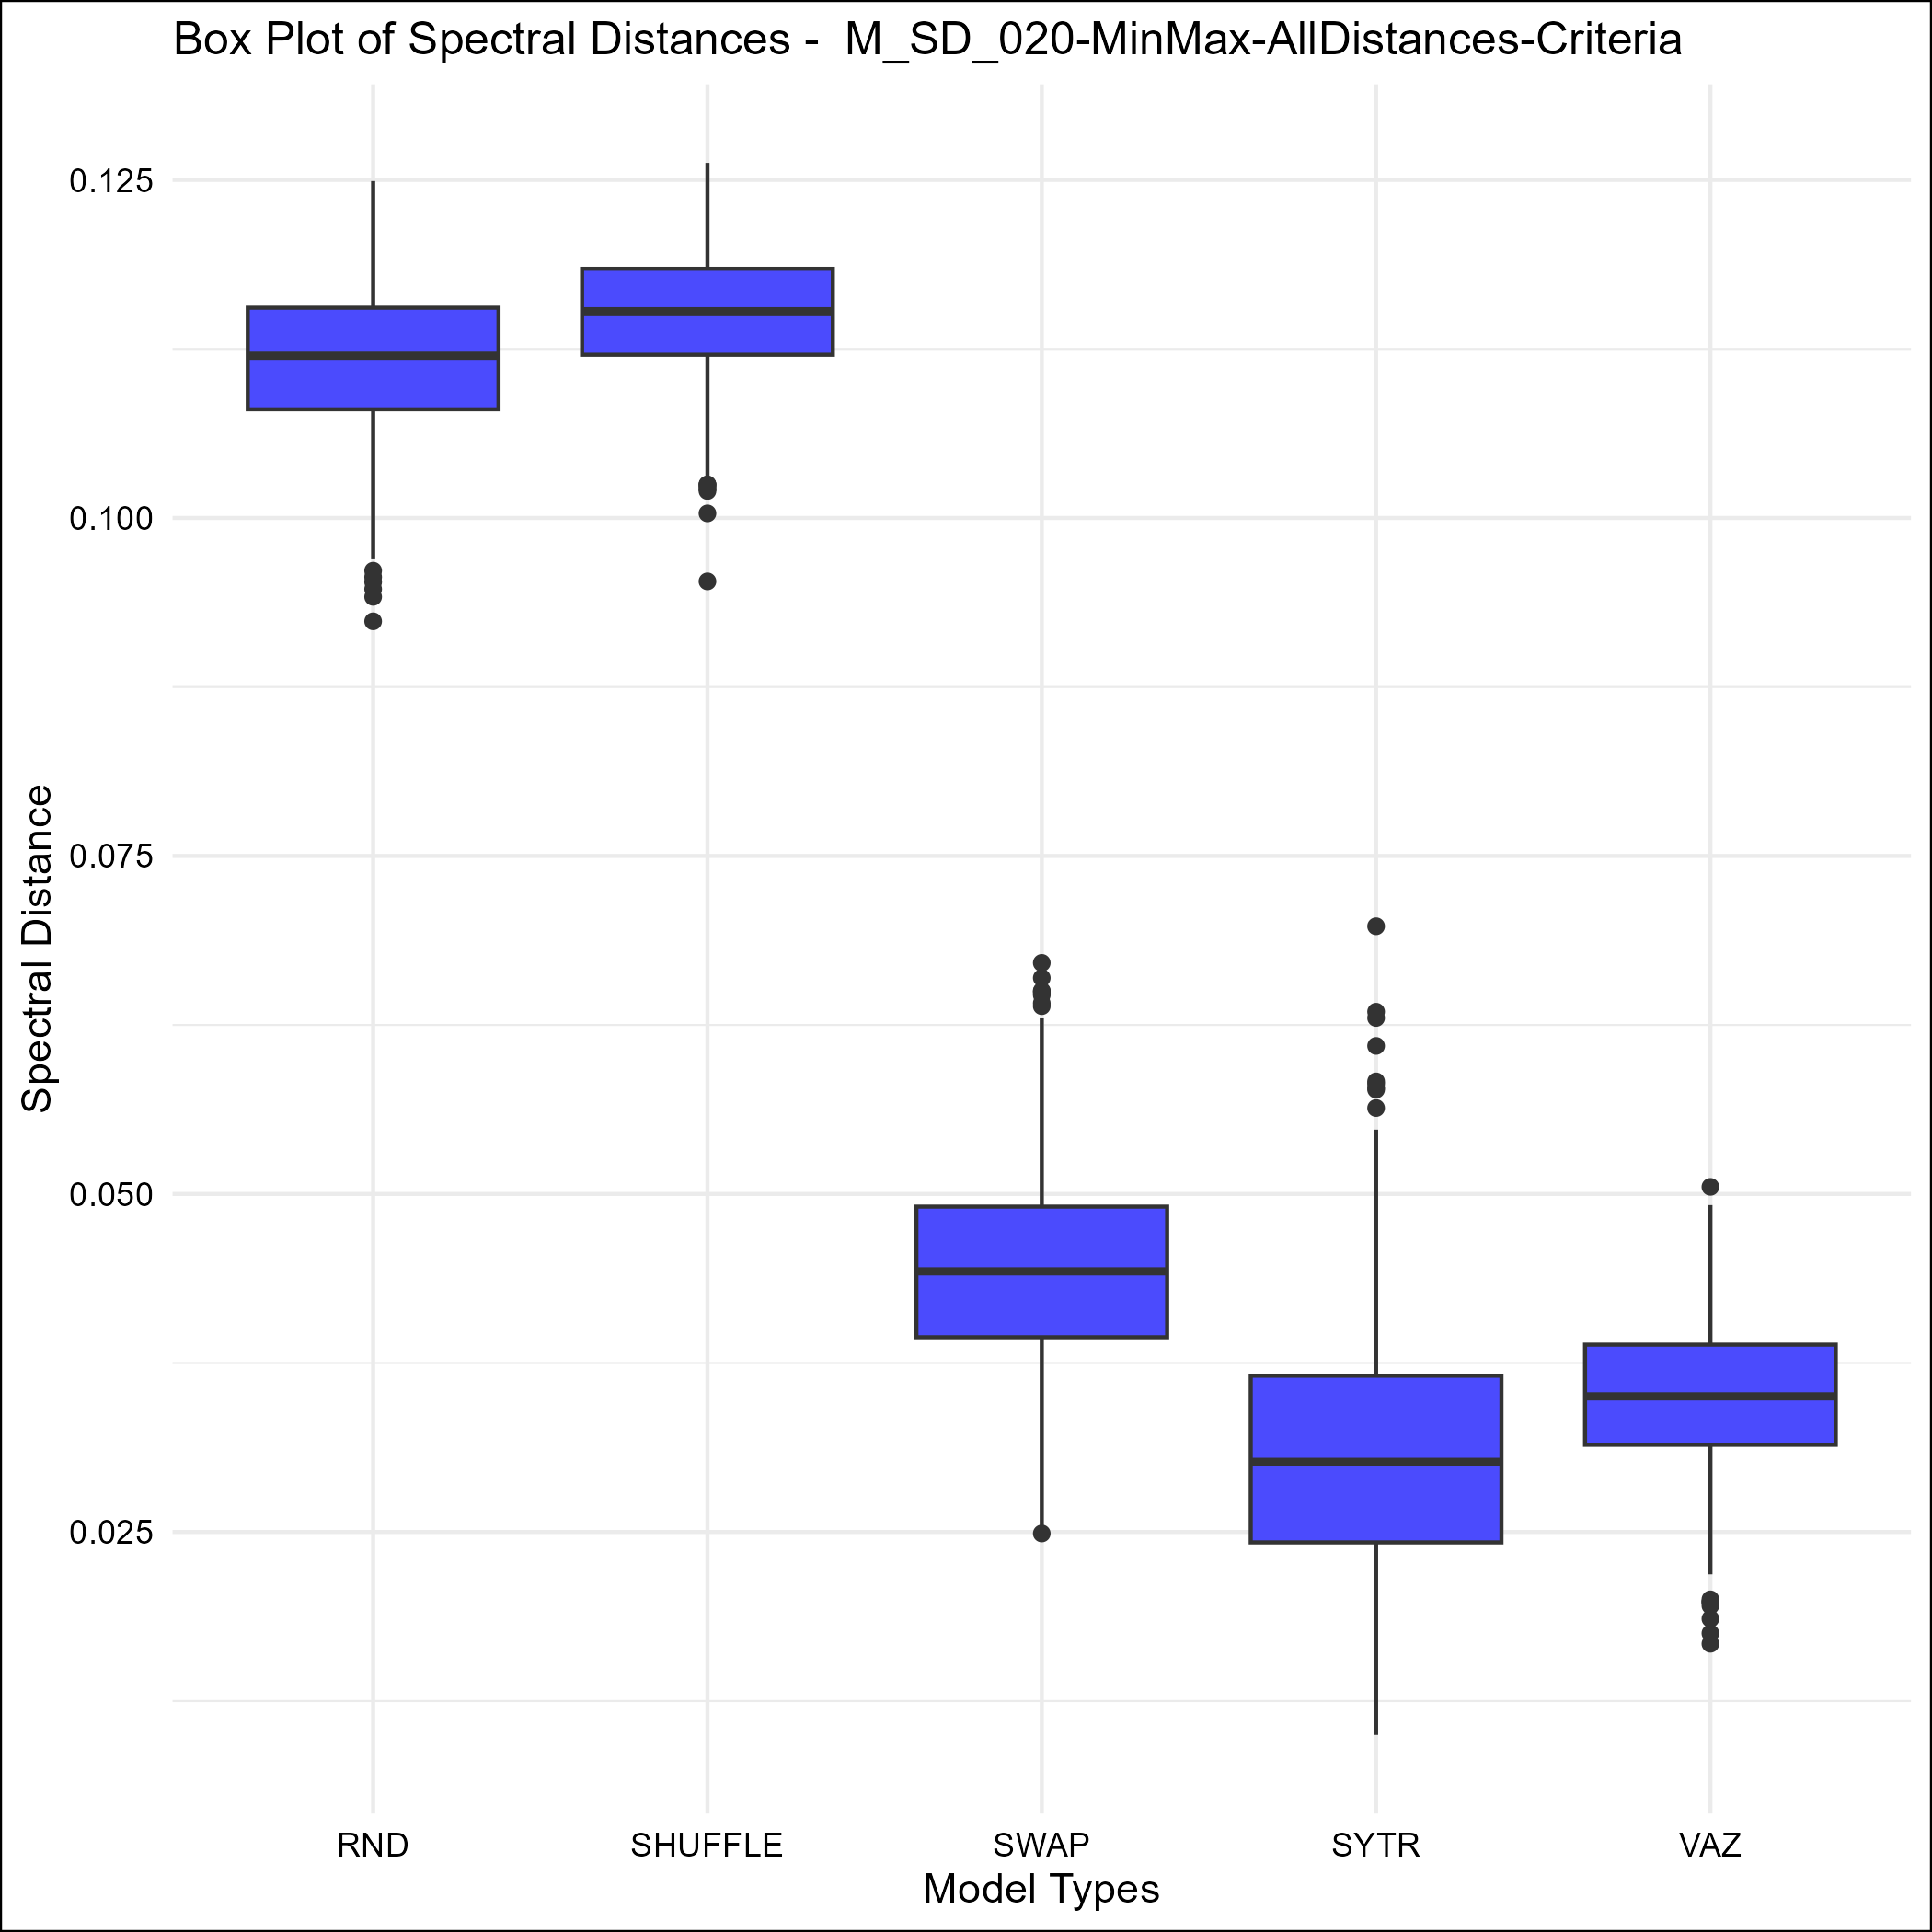 Box Plot of Spectral Distances -  M_SD_020-MinMax-AllDistances-Criteria
0.125
0.100
0.075
0.050
0.025
Spectral Distance
RND SHUFFLE SWAP SYTR VAZ
Model Types